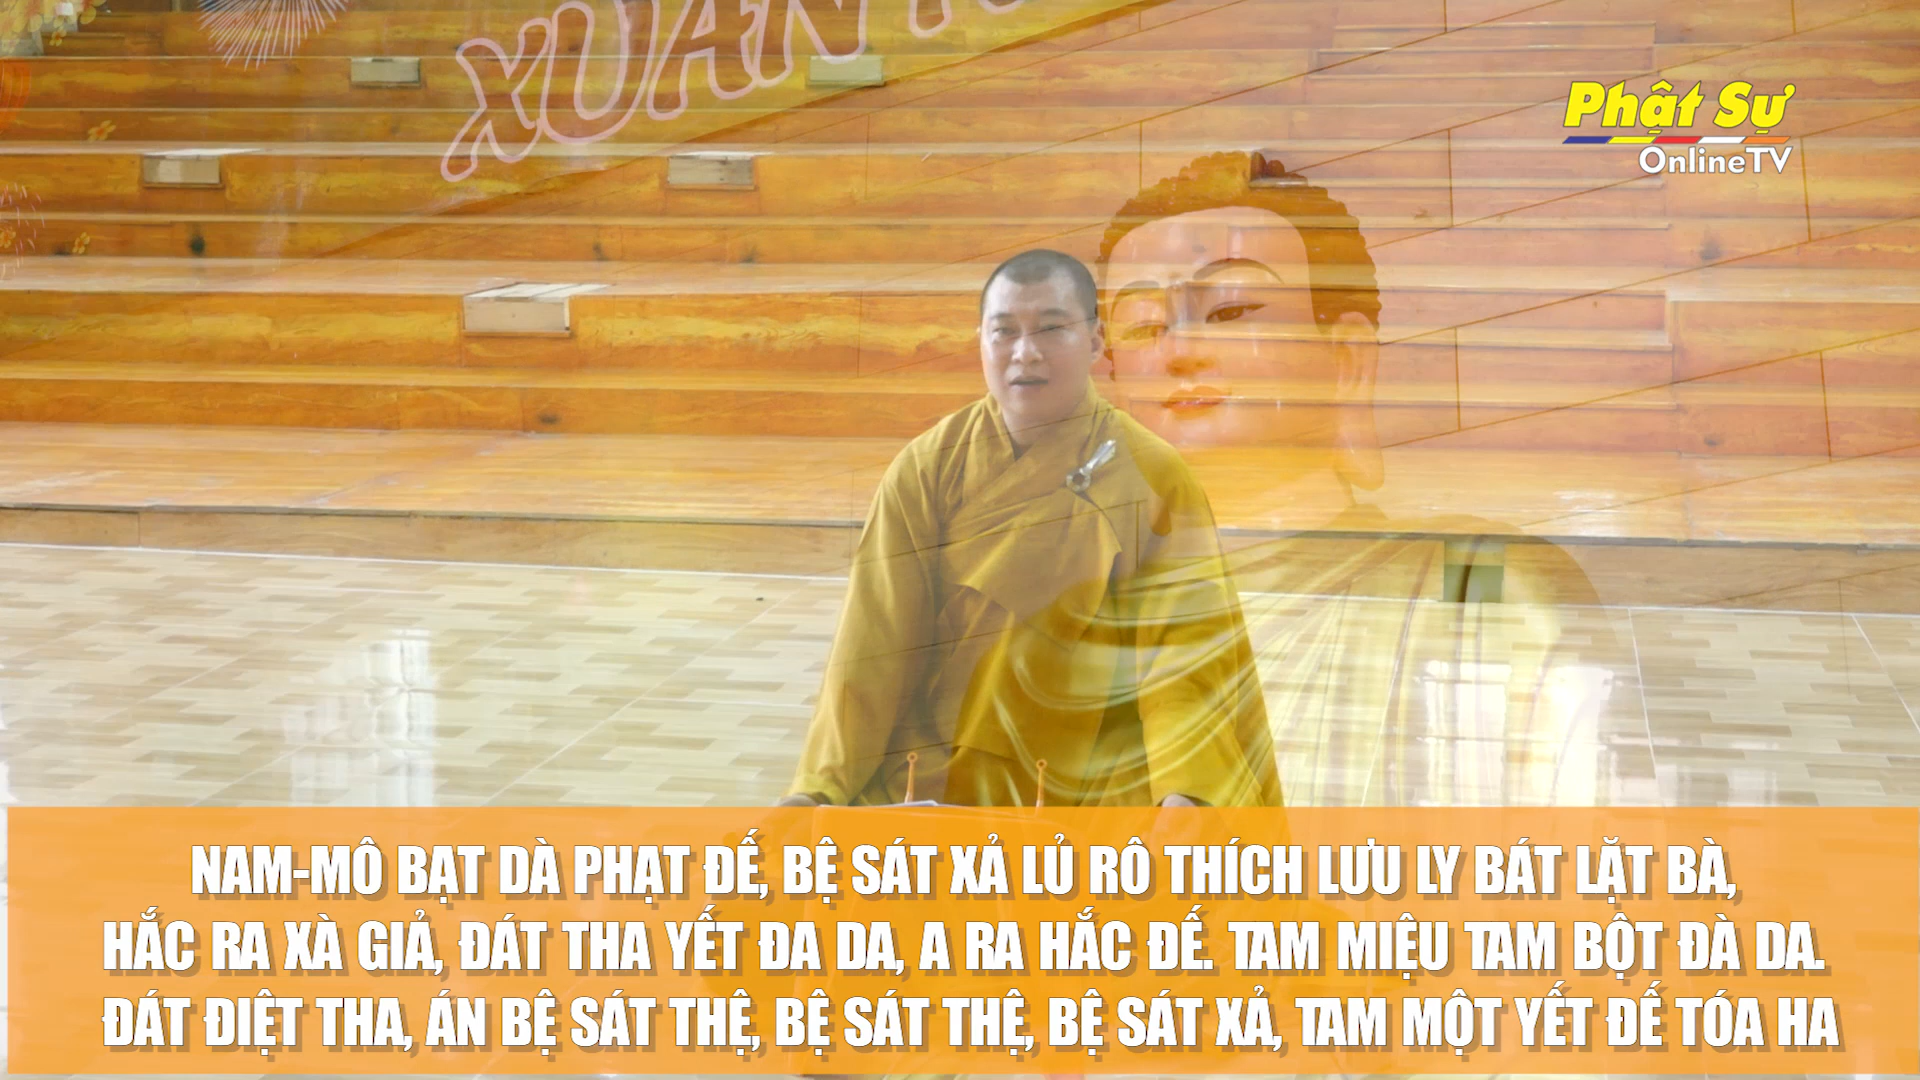 XUAN
Phật Sự
OnlineTV
NAM-MÔ BẠT DÀ PHẠT ĐẾ, BỆ SÁT XẢ LỦ RÔ THÍCH LƯU LY BÁT LẶT BÀ,
HẮC RA XÀ GIẢ, ĐÁT THA YẾT ĐA DA, A RA HẮC ĐẾ. TAM MIỆU TAM BỘT ĐÀ DA.
ĐÁT ĐIỆT THA, ÁN BỆ SÁT THỆ, BỆ SÁT THỆ, BỆ SÁT XẢ, TAM MỘT YẾT ĐẾ TÓA HA